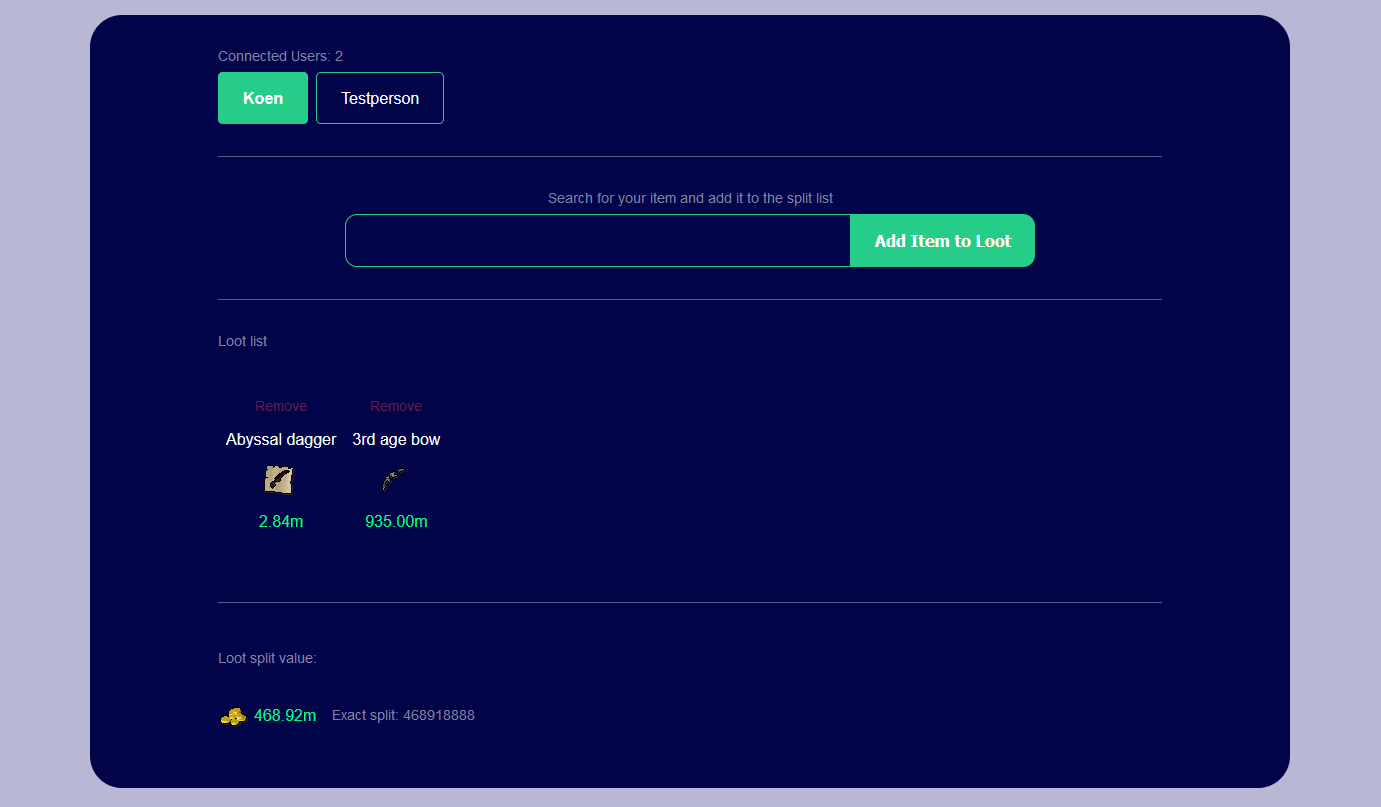 Connected Users: 2
Koen Testperson
Search for your item and add it to the split list
Add Item to Loot
Loot list
Remove Remove
Abyssal dagger 3rd age bow
2.84m 935.00m
Loot split value:
468.92m Exact split: 468918888